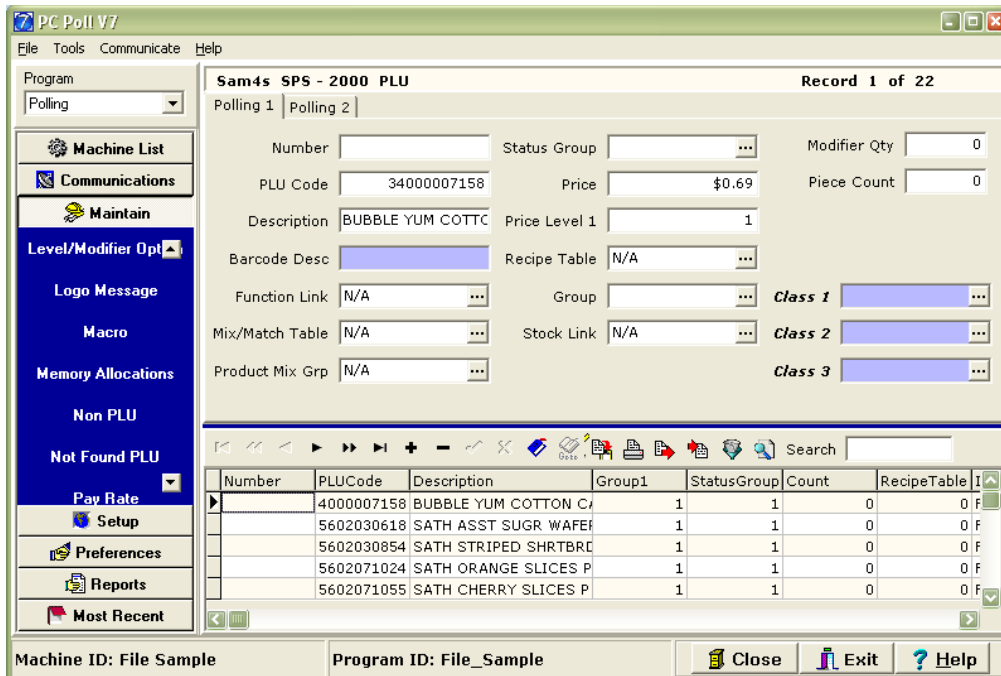 PC Poll V7
File Tools Communicate Help
Program
Polling
Machine List
Communications
Maintain
Level/Modifier Opt
Logo Message
Macro
Memory Allocations
Non PLU
Not Found PLU
Pay Rate
Setup
Preferences
Reports
Most Recent
Sam4s SPS - 2000 PLU Record 1 of 22
Polling 1 Polling 2
Number Status Group ... Modifier Qty 0
PLU Code 34000007158 Price $0.69 Piece Count 0
Description BUBBLE YUM COTTO Price Level 1 1
Barcode Desc Recipe Table N/A ...
Function Link N/A ... Group ... Class 1 ...
Mix/Match Table N/A ... Stock Link N/A ... Class 2 ...
Product Mix Grp N/A ... Class 3 ...
Goto Search
Number PLUCode Description Group1 StatusGroup Count RecipeTable I
4000007158 BUBBLE YUM COTTON CA 1 1 0 0 F
5602030618 SATH ASST SUGR WAFER 1 1 0 0 F
5602030854 SATH STRIPED SHRTBRD 1 1 0 0 F
5602071024 SATH ORANGE SLICES P 1 1 0 0 F
5602071055 SATH CHERRY SLICES P 1 1 0 0 F
Machine ID: File Sample Program ID: File_Sample Close Exit Help